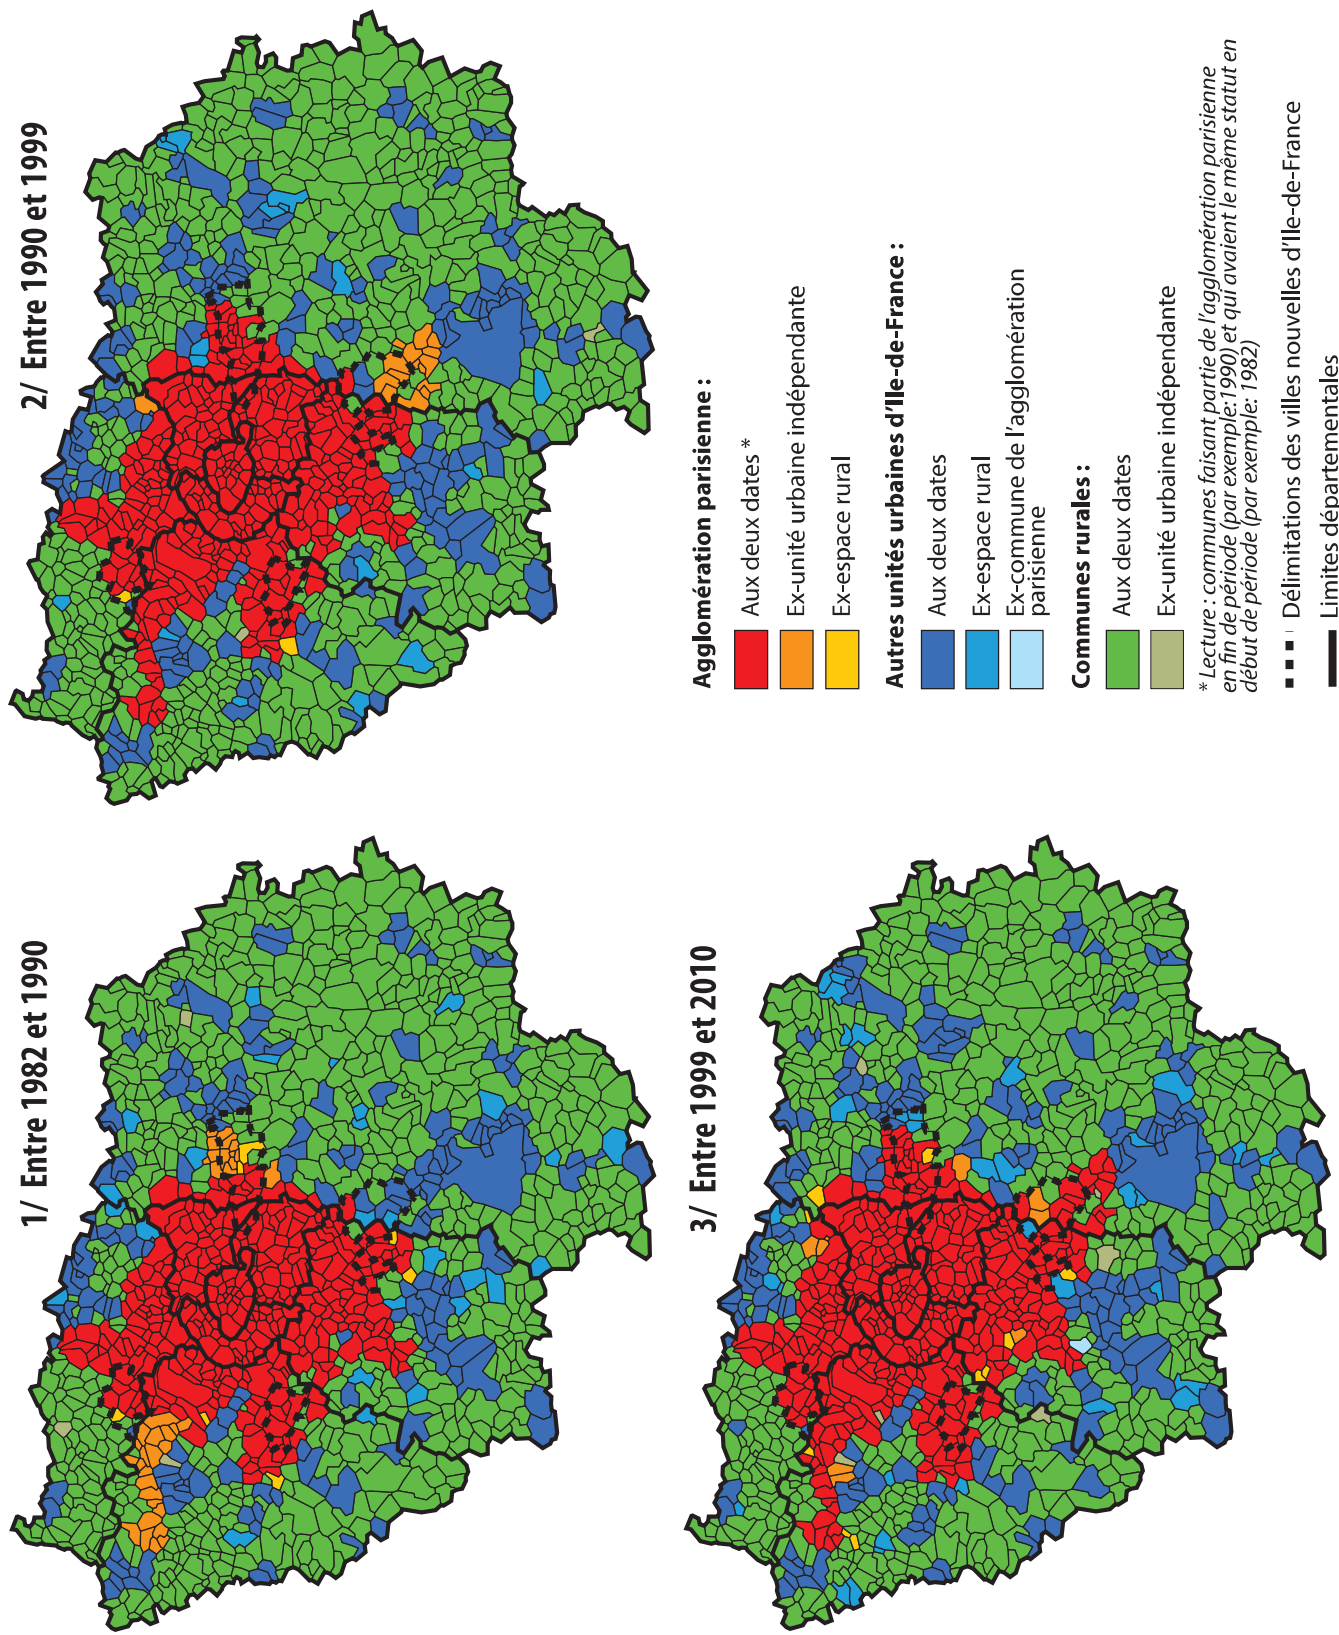 1/ Entre 1982 et 1990
2/ Entre 1990 et 1999
3/ Entre 1999 et 2010
Agglomération parisienne :
Aux deux dates *
Ex-unité urbaine indépendante
Ex-espace rural
Autres unités urbaines d'Ile-de-France :
Aux deux dates
Ex-espace rural
Ex-commune de l'agglomération
parisienne
Communes rurales :
Aux deux dates
Ex-unité urbaine indépendante
* Lecture : communes faisant partie de l'agglomération parisienne
en fin de période (par exemple: 1990) et qui avaient le même statut en
début de période (par exemple: 1982)
Délimitations des villes nouvelles d'Ile-de-France
Limites départementales